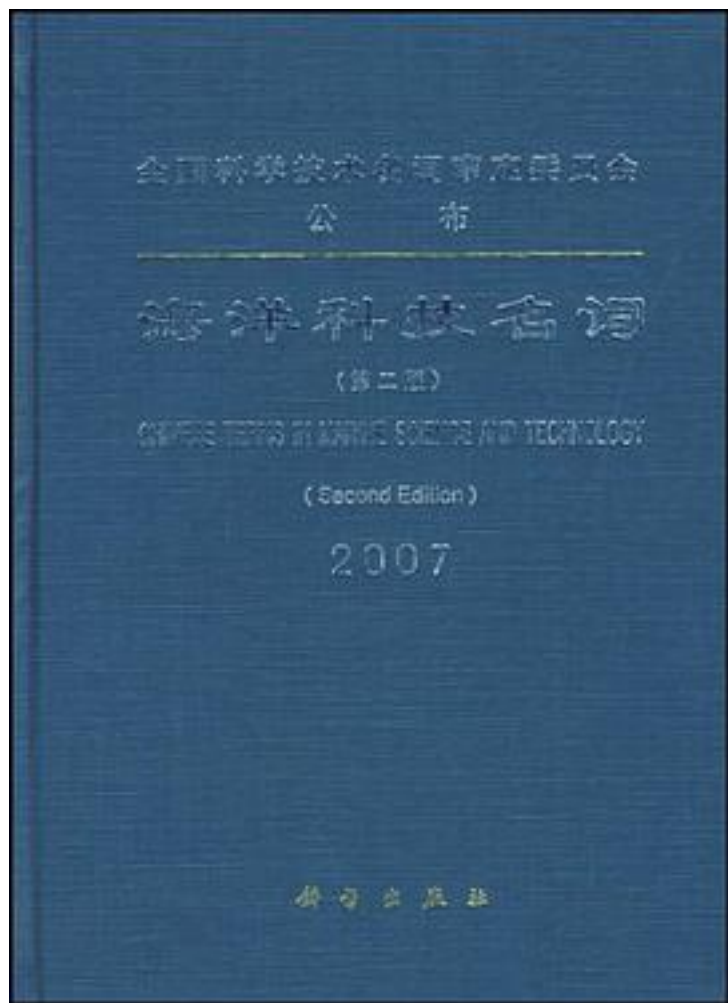 全国科学技术名词审定委员会
公 布
海洋科技名词
(第二版)
CHINESE TERMS IN MARINE SCIENCE AND TECHNOLOGY
(Second Edition)
2007
科学出版社